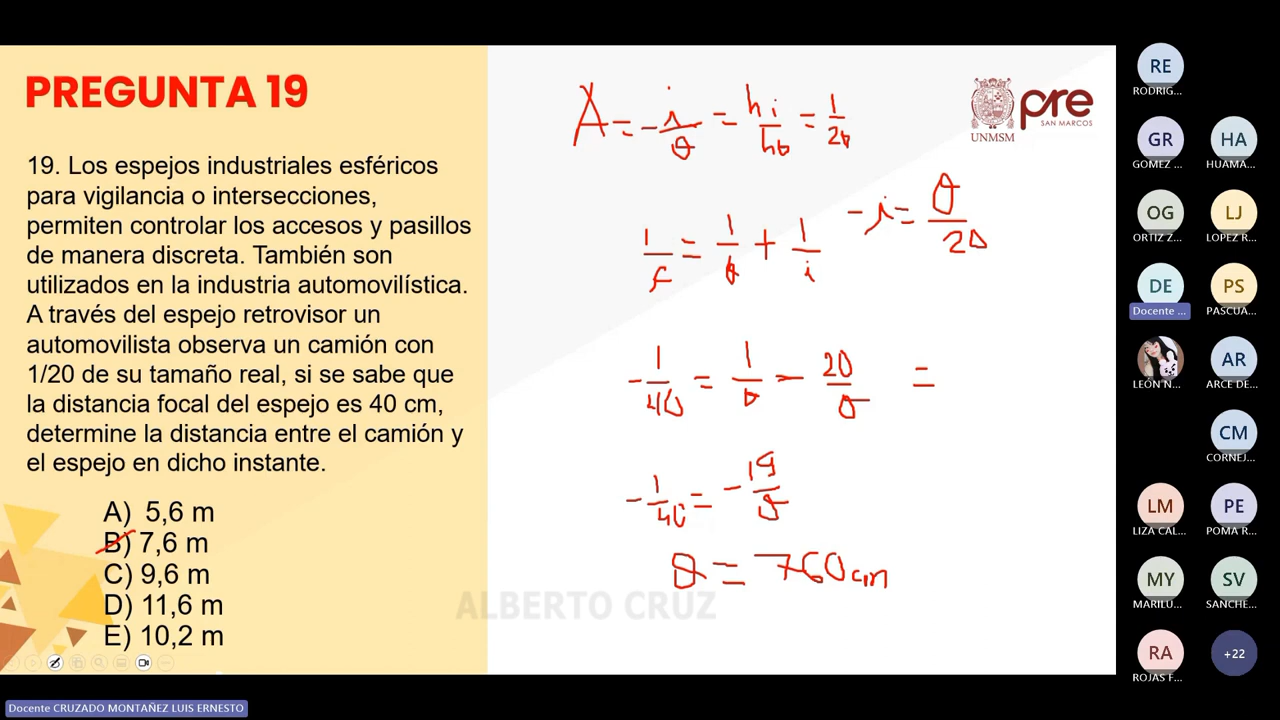 PREGUNTA 19
19. Los espejos industriales esféricos
para vigilancia o intersecciones,
permiten controlar los accesos y pasillos
de manera discreta. También son
utilizados en la industria automovilística.
A través del espejo retrovisor un
automovilista observa un camión con
1/20 de su tamaño real, si se sabe que
la distancia focal del espejo es 40 cm,
determine la distancia entre el camión y
el espejo en dicho instante.
A) 5,6 m
B) 7,6 m
C) 9,6 m
D) 11,6 m
E) 10,2 m
UNMSM
pre
SAN MARCOS
A = -i/θ = hi/ho = 1/20
-i = θ/20
1/f = 1/θ + 1/i
-1/40 = 1/θ - 20/θ =
-1/40 = -19/θ
θ = 760 cm
ALBERTO CRUZ
RE
RODRIG...
GR
GOMEZ ...
HA
HUAMA...
OG
ORTIZ Z...
LJ
LOPEZ R...
DE
Docente ...
PS
PASCUA...
LEÓN N...
AR
ARCE DE...
CM
CORNEJ...
LM
LIZA CAL...
PE
POMA R...
MY
MARILÚ...
SV
SANCHE...
RA
ROJAS F...
+22
Docente CRUZADO MONTAÑEZ LUIS ERNESTO